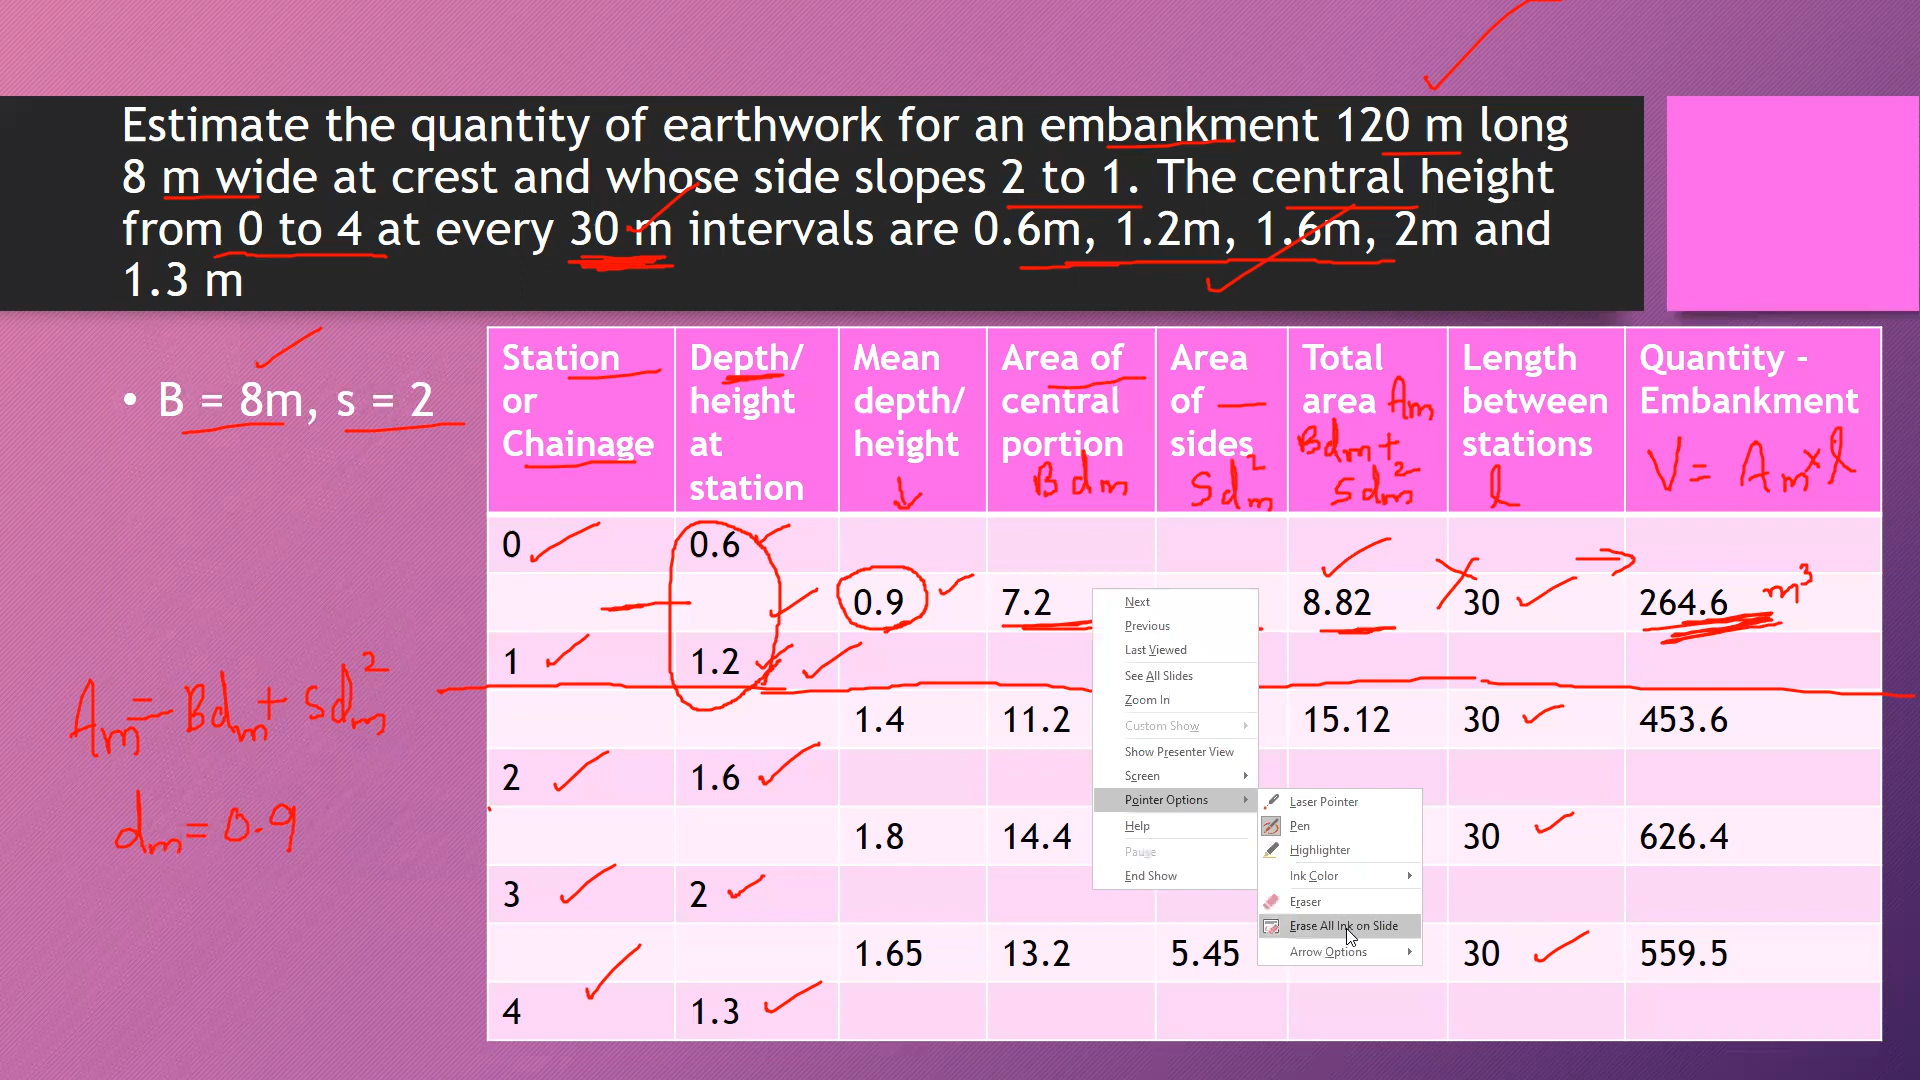 Estimate the quantity of earthwork for an embankment 120 m long
8 m wide at crest and whose side slopes 2 to 1. The central height
from 0 to 4 at every 30 m intervals are 0.6m, 1.2m, 1.6m, 2m and
1.3 m
• B = 8m, s = 2
Am = Bdm + sdm²
dm = 0.9
Station or Chainage
Depth/ height at station
Mean depth/ height
Area of central portion Bdm
Area of sides Sdm²
Total area Am Bdm + Sdm²
Length between stations l
Quantity - Embankment V = Am × l
0 0.6
0.9 7.2 8.82 × 30 264.6 m³
1 1.2
1.4 11.2 15.12 30 453.6
2 1.6
1.8 14.4 30 626.4
3 2
1.65 13.2 5.45 30 559.5
4 1.3
Next
Previous
Last Viewed
See All Slides
Zoom In
Custom Show
Show Presenter View
Screen
Pointer Options
Help
Pause
End Show
Laser Pointer
Pen
Highlighter
Ink Color
Eraser
Erase All Ink on Slide
Arrow Options